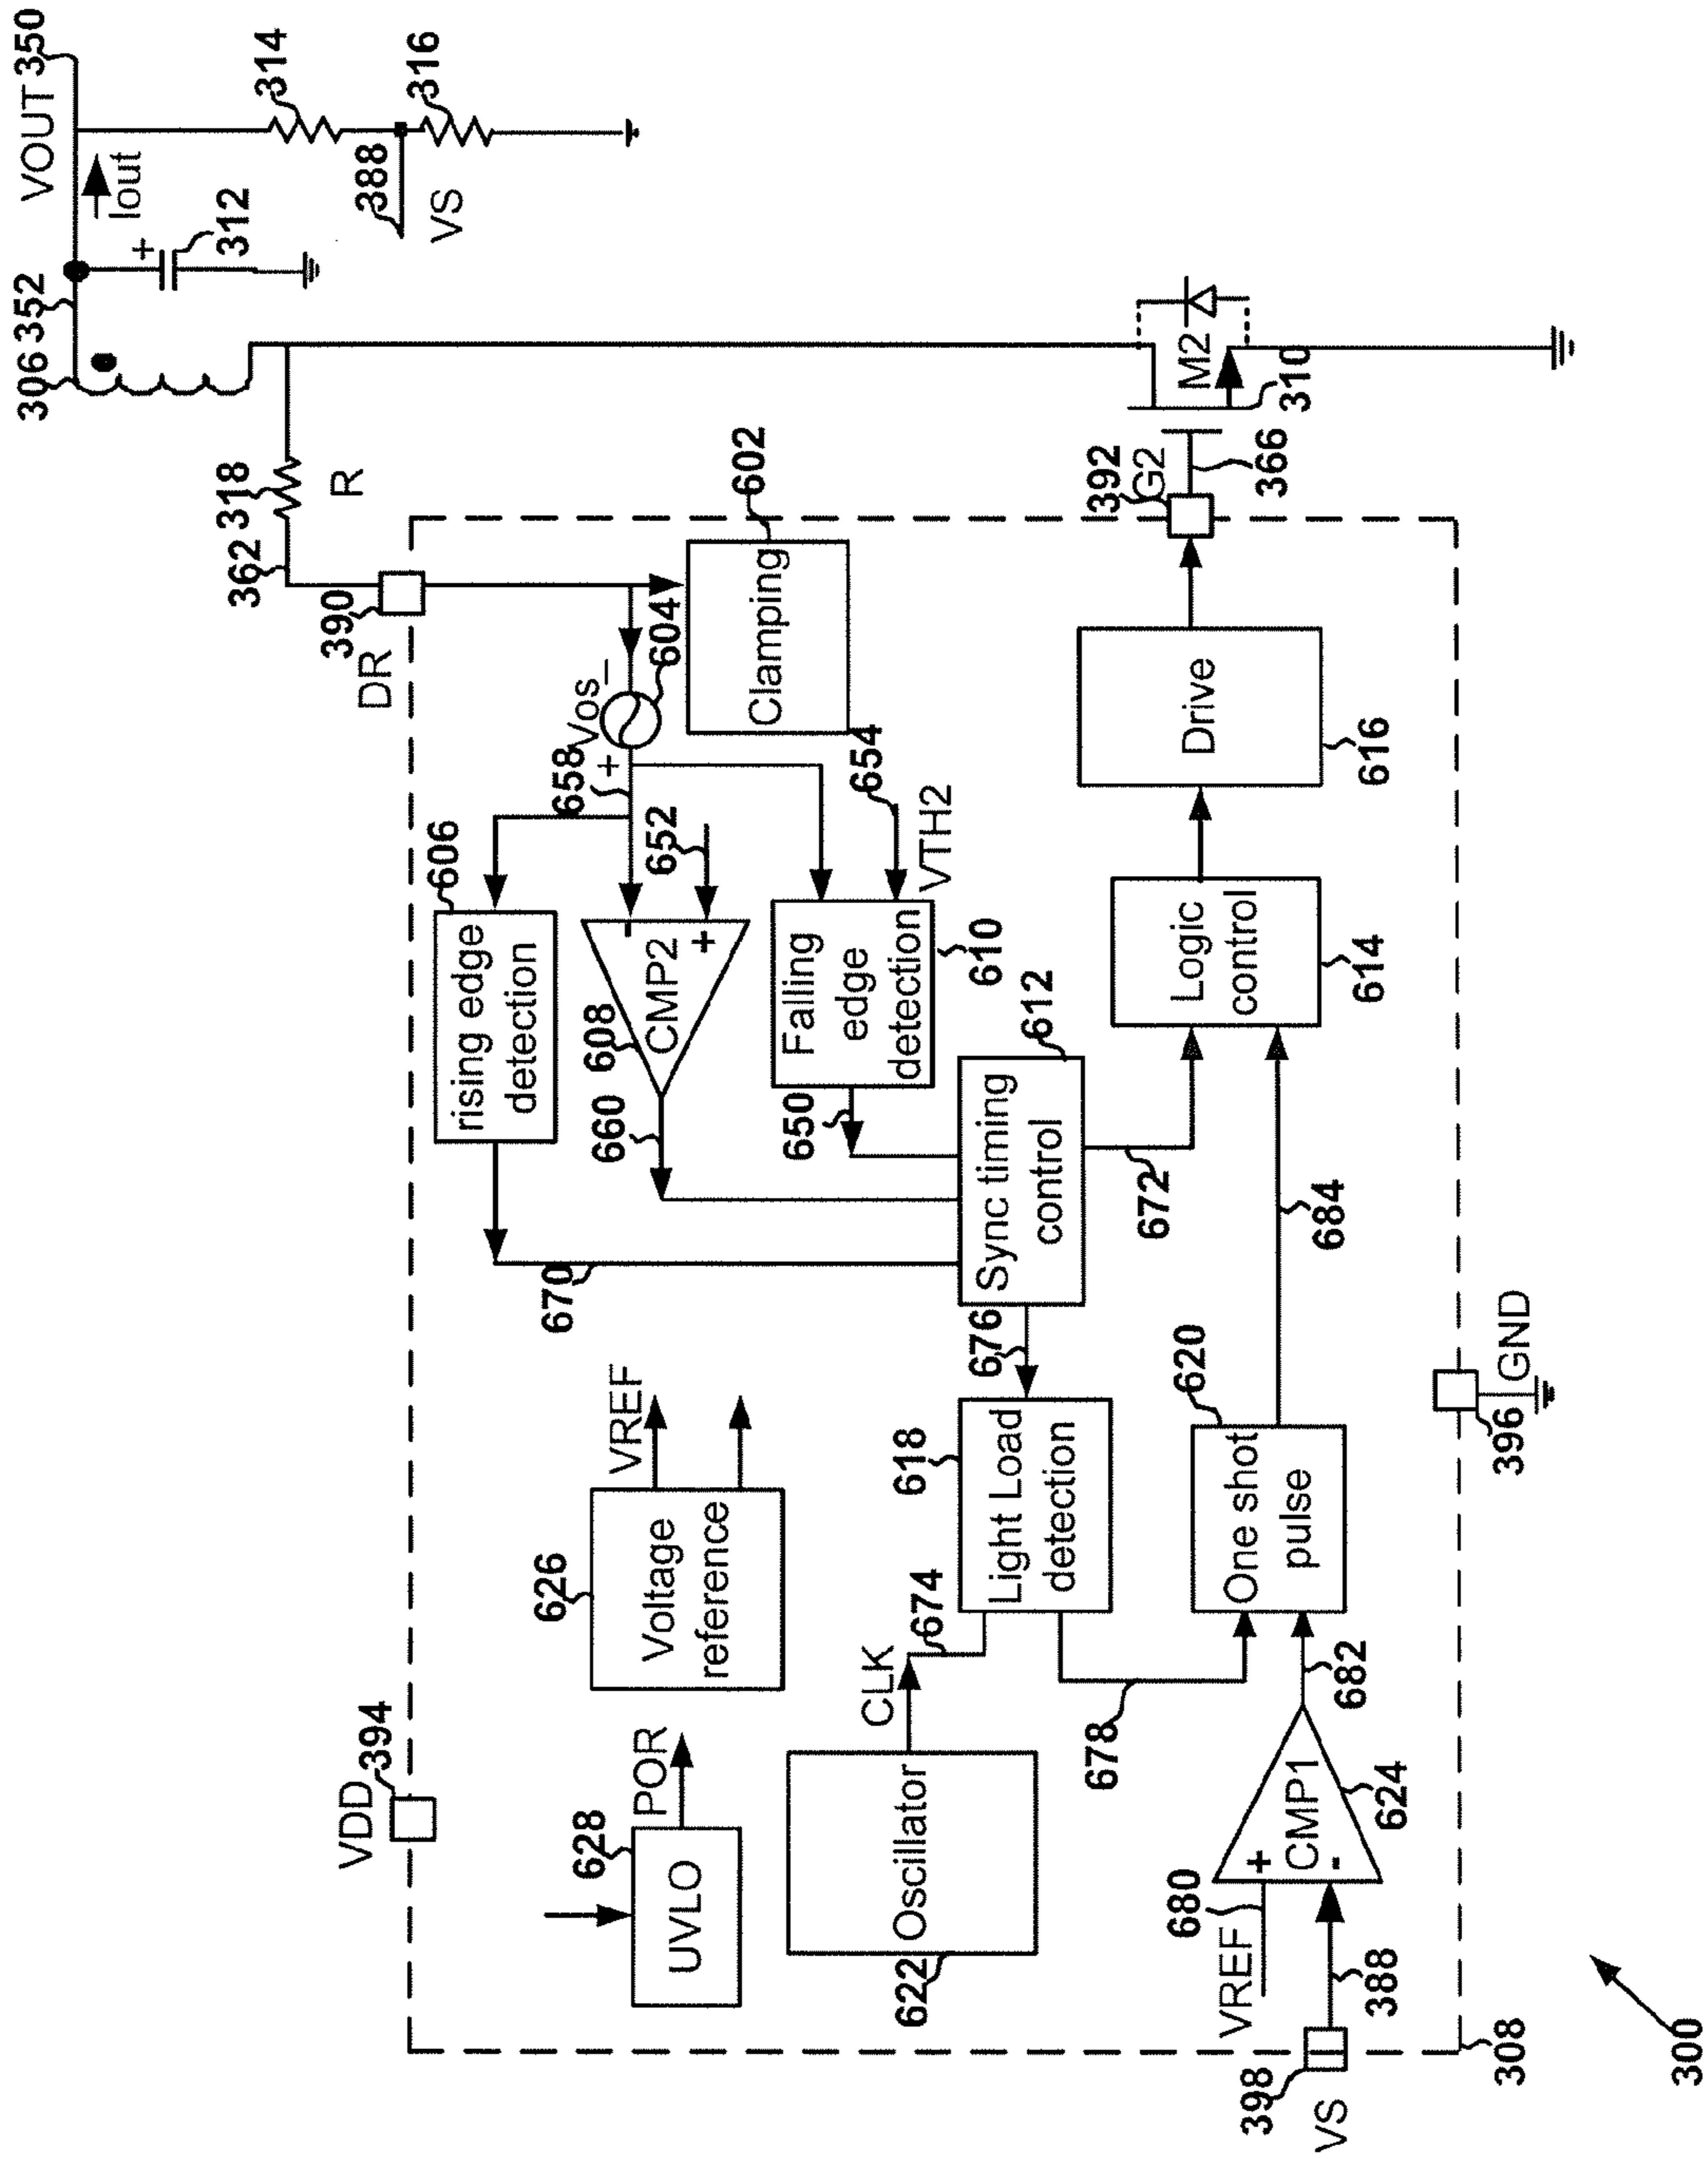 306
352
VOUT
350
Iout
+
312
314
388
VS
316
362
318
R
390
DR
602
Clamping
604
Vos
−
+
658
606
rising edge
detection
652
-
+
CMP2
608
660
654
VTH2
Falling
edge
detection
610
650
670
612
Sync timing
control
672
676
614
Logic
control
684
Drive
616
392
G2
366
M2
310
VDD
394
628
UVLO
POR
626
Voltage
reference
VREF
622
Oscillator
CLK
674
618
Light Load
detection
678
620
One shot
pulse
682
VREF
680
+
-
CMP1
624
388
398
VS
396
GND
308
300